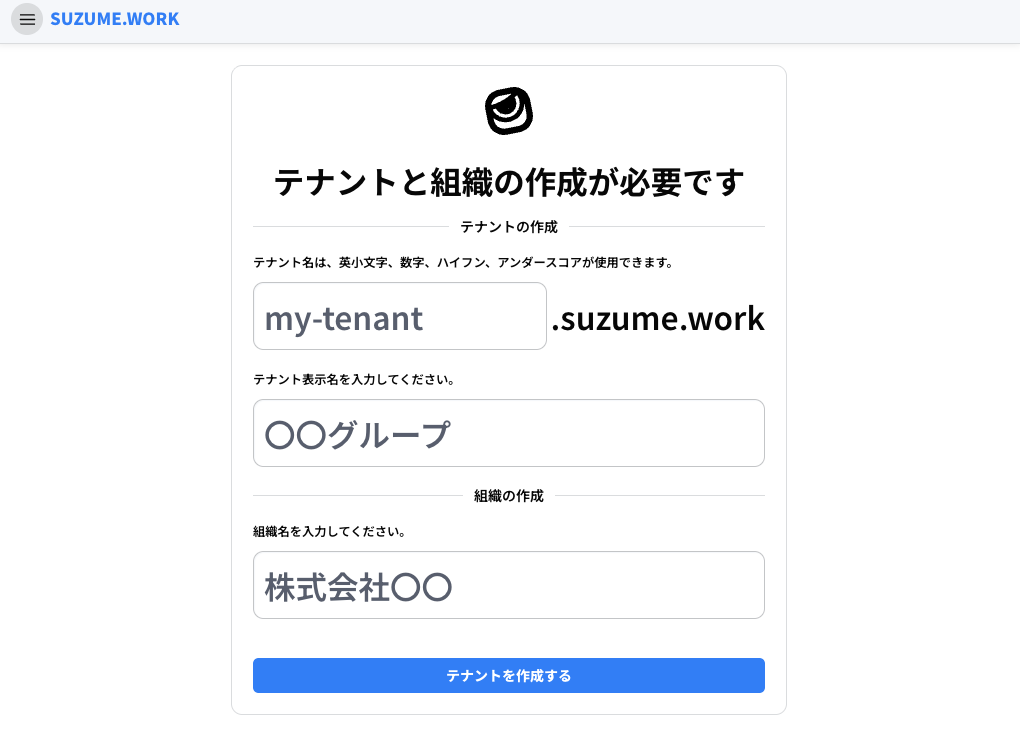 SUZUME.WORK
テナントと組織の作成が必要です
テナントの作成
テナント名は、英小文字、数字、ハイフン、アンダースコアが使用できます。
my-tenant .suzume.work
テナント表示名を入力してください。
〇〇グループ
組織の作成
組織名を入力してください。
株式会社〇〇
テナントを作成する